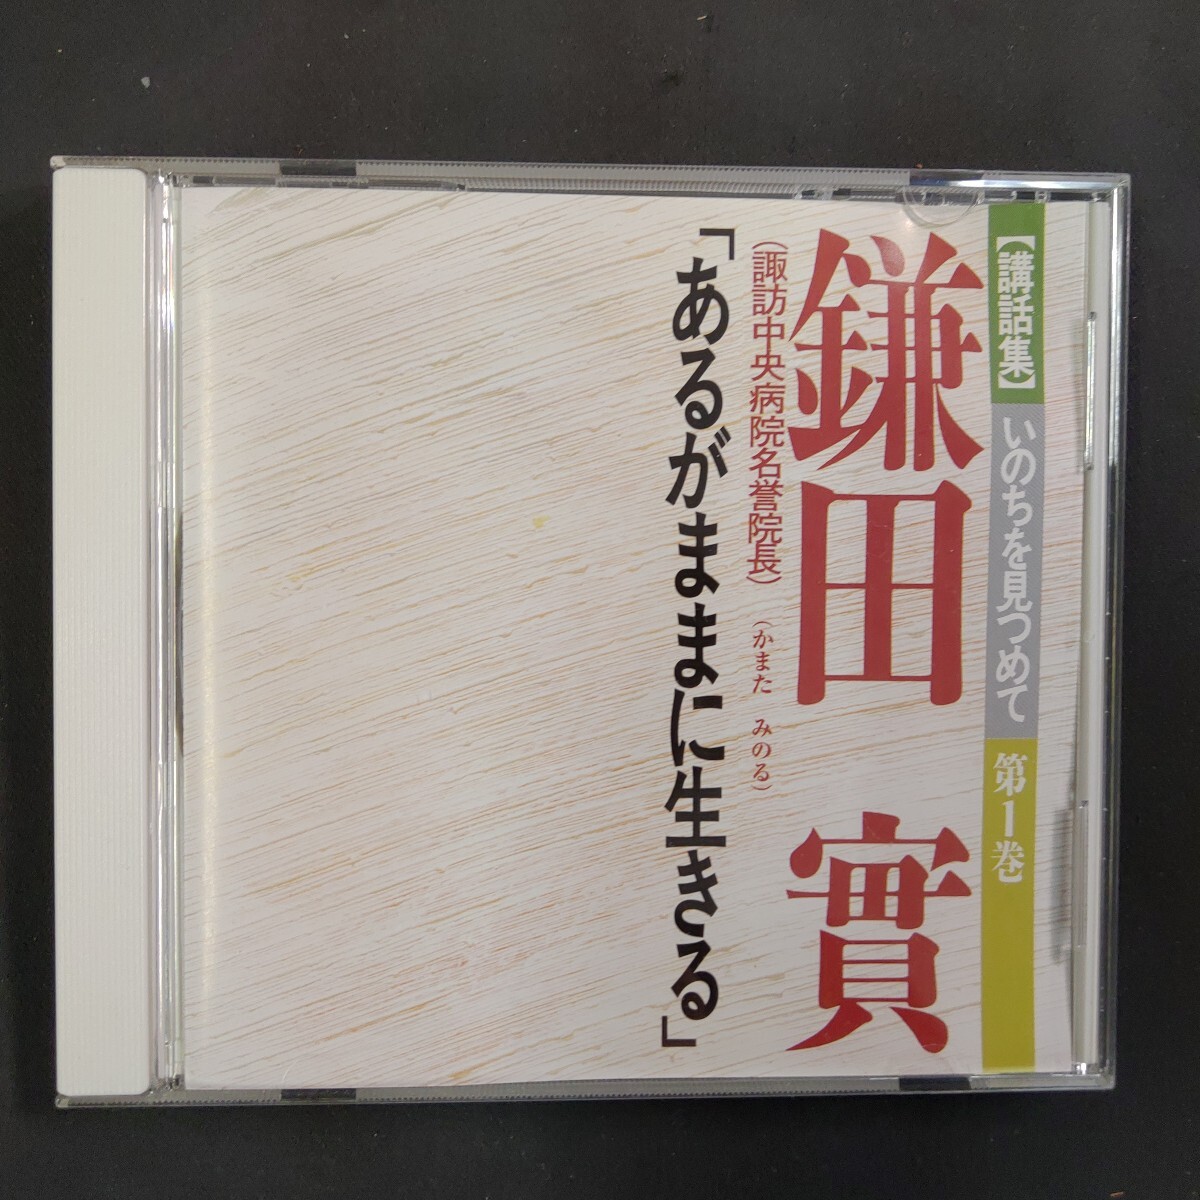 【講話集】いのちを見つめて 第1巻
鎌田 實
(諏訪中央病院名誉院長)(かまた みのる)
「あるがままに生きる」